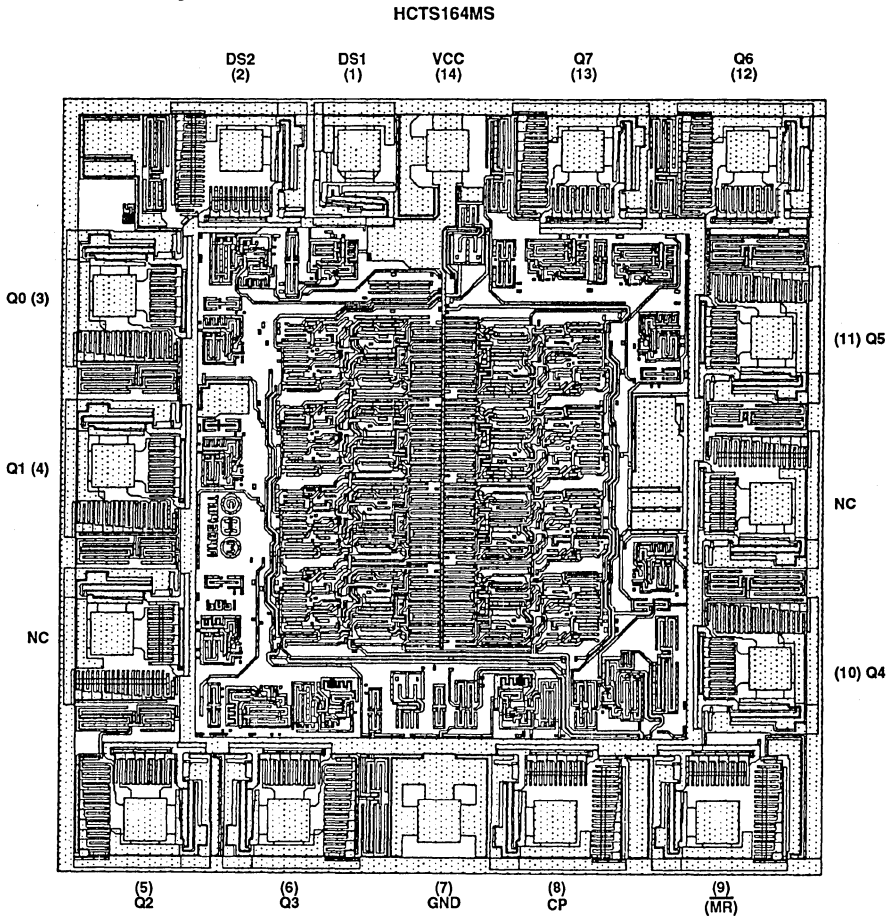 HCTS164MS
DS2 DS1 VCC Q7 Q6
(2) (1) (14) (13) (12)
Q0 (3)
(11) Q5
Q1 (4)
NC
NC
(10) Q4
(5) (6) (7) (8) (9)
Q2 Q3 GND CP (MR)